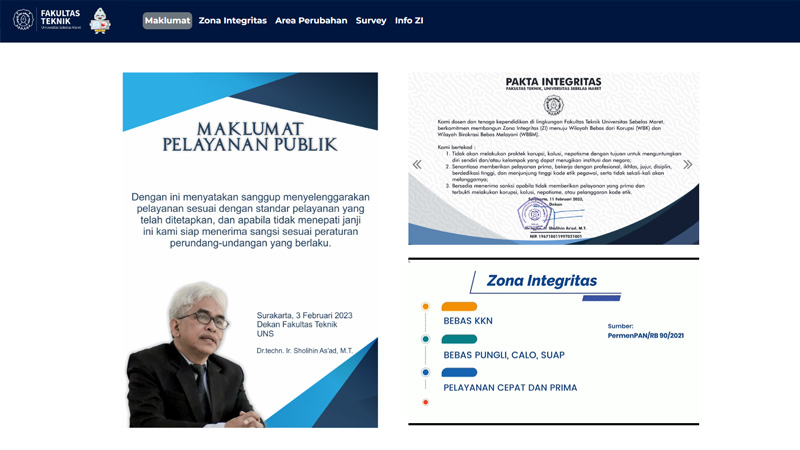 FAKULTAS
TEKNIK
Universitas Sebelas Maret
Maklumat
Zona Integritas
Area Perubahan
Survey
Info ZI
MAKLUMAT
PELAYANAN PUBLIK
Dengan ini menyatakan sanggup menyelenggarakan
pelayanan sesuai dengan standar pelayanan yang
telah ditetapkan, dan apabila tidak menepati janji
ini kami siap menerima sangsi sesuai peraturan
perundang-undangan yang berlaku.
Surakarta, 3 Februari 2023
Dekan Fakultas Teknik
UNS
Dr.techn. Ir. Sholihin As'ad, M.T.
PAKTA INTEGRITAS
FAKULTAS TEKNIK, UNIVERSITAS SEBELAS MARET
Kami dosen dan tenaga kependidikan di lingkungan Fakultas Teknik Universitas Sebelas Maret,
berkomitmen membangun Zona Integritas (ZI) menuju Wilayah Bebas dari Korupsi (WBK) dan
Wilayah Birokrasi Bebas Melayani (WBBM).
Kami bertekad :
1. Tidak akan melakukan praktek korupsi, kolusi, nepotisme dengan tujuan untuk menguntungkan
diri sendiri dan/atau kelompok yang dapat merugikan institusi dan negara;
2. Senantiasa memberikan pelayanan prima, bekerja dengan profesional, ikhlas, jujur, disiplin,
berdedikasi tinggi, dan menjunjung tinggi kode etik pegawai, serta tidak sekali-kali akan
melanggarnya;
3. Bersedia menerima sanksi apabila tidak memberikan pelayanan yang prima dan
terbukti melakukan korupsi, kolusi, nepotisme, atau pelanggaran kode etik.
Surakarta, 11 Februari 2023,
Dekan
Dr.techn. Ir. Sholihin As'ad, M.T.
NIP. 196710011997021001
Zona Integritas
BEBAS KKN
BEBAS PUNGLI, CALO, SUAP
PELAYANAN CEPAT DAN PRIMA
Sumber:
PermenPAN/RB 90/2021